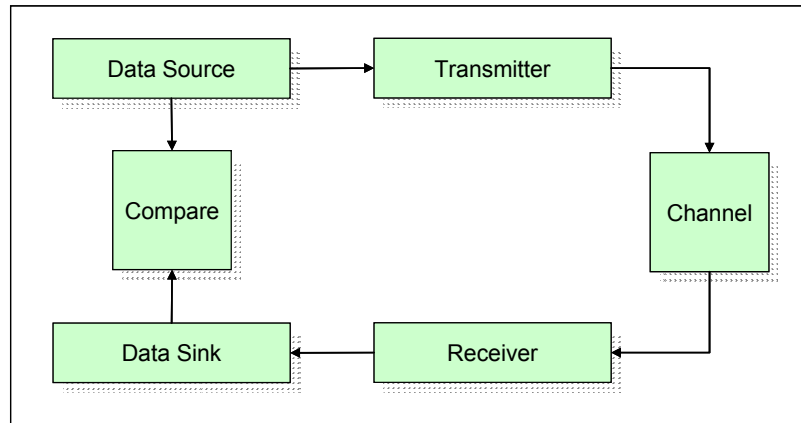 Data Source
Transmitter
Compare
Channel
Data Sink
Receiver